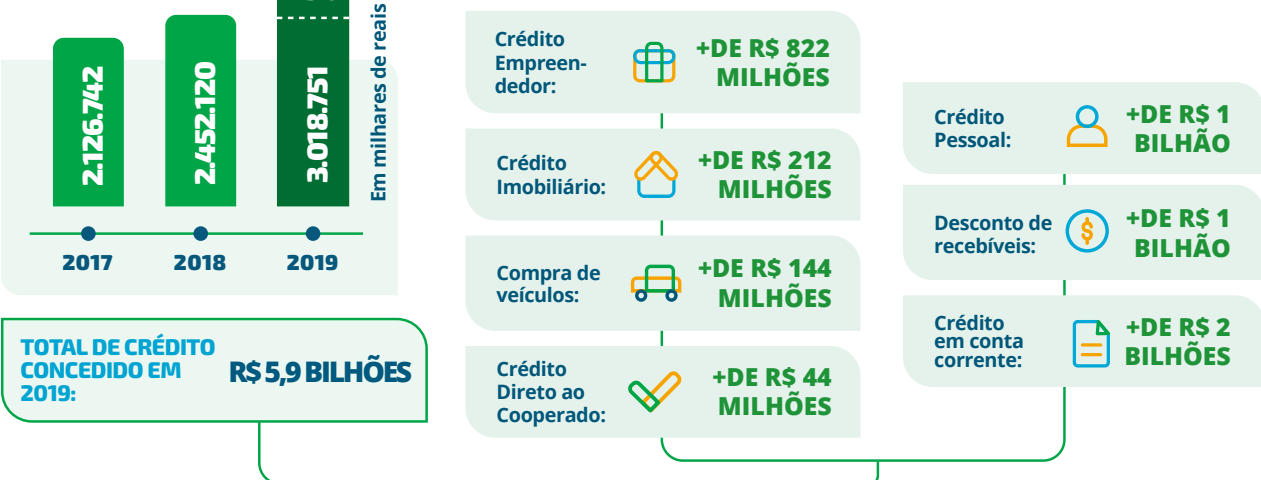 2.126.742
2.452.120
3.018.751
Em milhares de reais
2017
2018
2019
TOTAL DE CRÉDITO
CONCEDIDO EM
2019:
R$ 5,9 BILHÕES
Crédito
Empreen-
dedor:
+DE R$ 822
MILHÕES
Crédito
Imobiliário:
+DE R$ 212
MILHÕES
Compra de
veículos:
+DE R$ 144
MILHÕES
Crédito
Direto ao
Cooperado:
+DE R$ 44
MILHÕES
Crédito
Pessoal:
+DE R$ 1
BILHÃO
Desconto de
recebíveis:
+DE R$ 1
BILHÃO
Crédito
em conta
corrente:
+DE R$ 2
BILHÕES